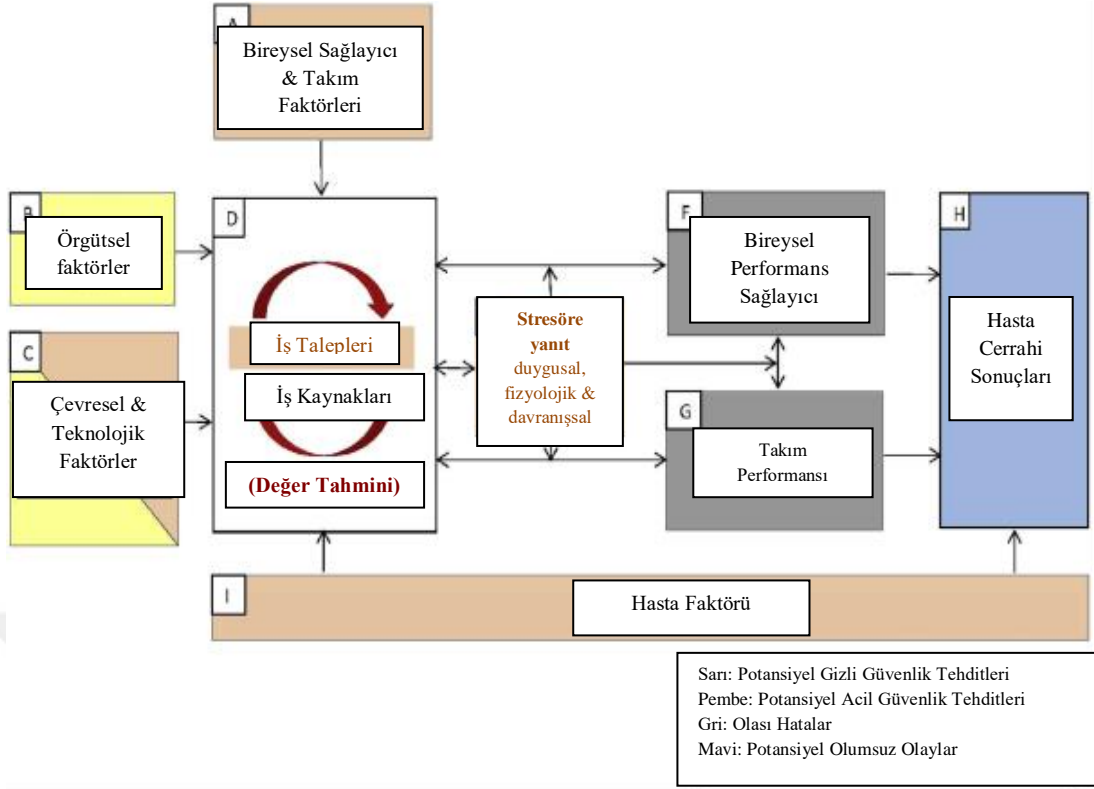 A
Bireysel Sağlayıcı
& Takım
Faktörleri
B
Örgütsel
faktörler
C
Çevresel &
Teknolojik
Faktörler
D
İş Talepleri
İş Kaynakları
(Değer Tahmini)
Stresöre
yanıt
duygusal,
fizyolojik &
davranışsal
F
Bireysel
Performans
Sağlayıcı
G
Takım
Performansı
H
Hasta
Cerrahi
Sonuçları
I
Hasta Faktörü
Sarı: Potansiyel Gizli Güvenlik Tehditleri
Pembe: Potansiyel Acil Güvenlik Tehditleri
Gri: Olası Hatalar
Mavi: Potansiyel Olumsuz Olaylar